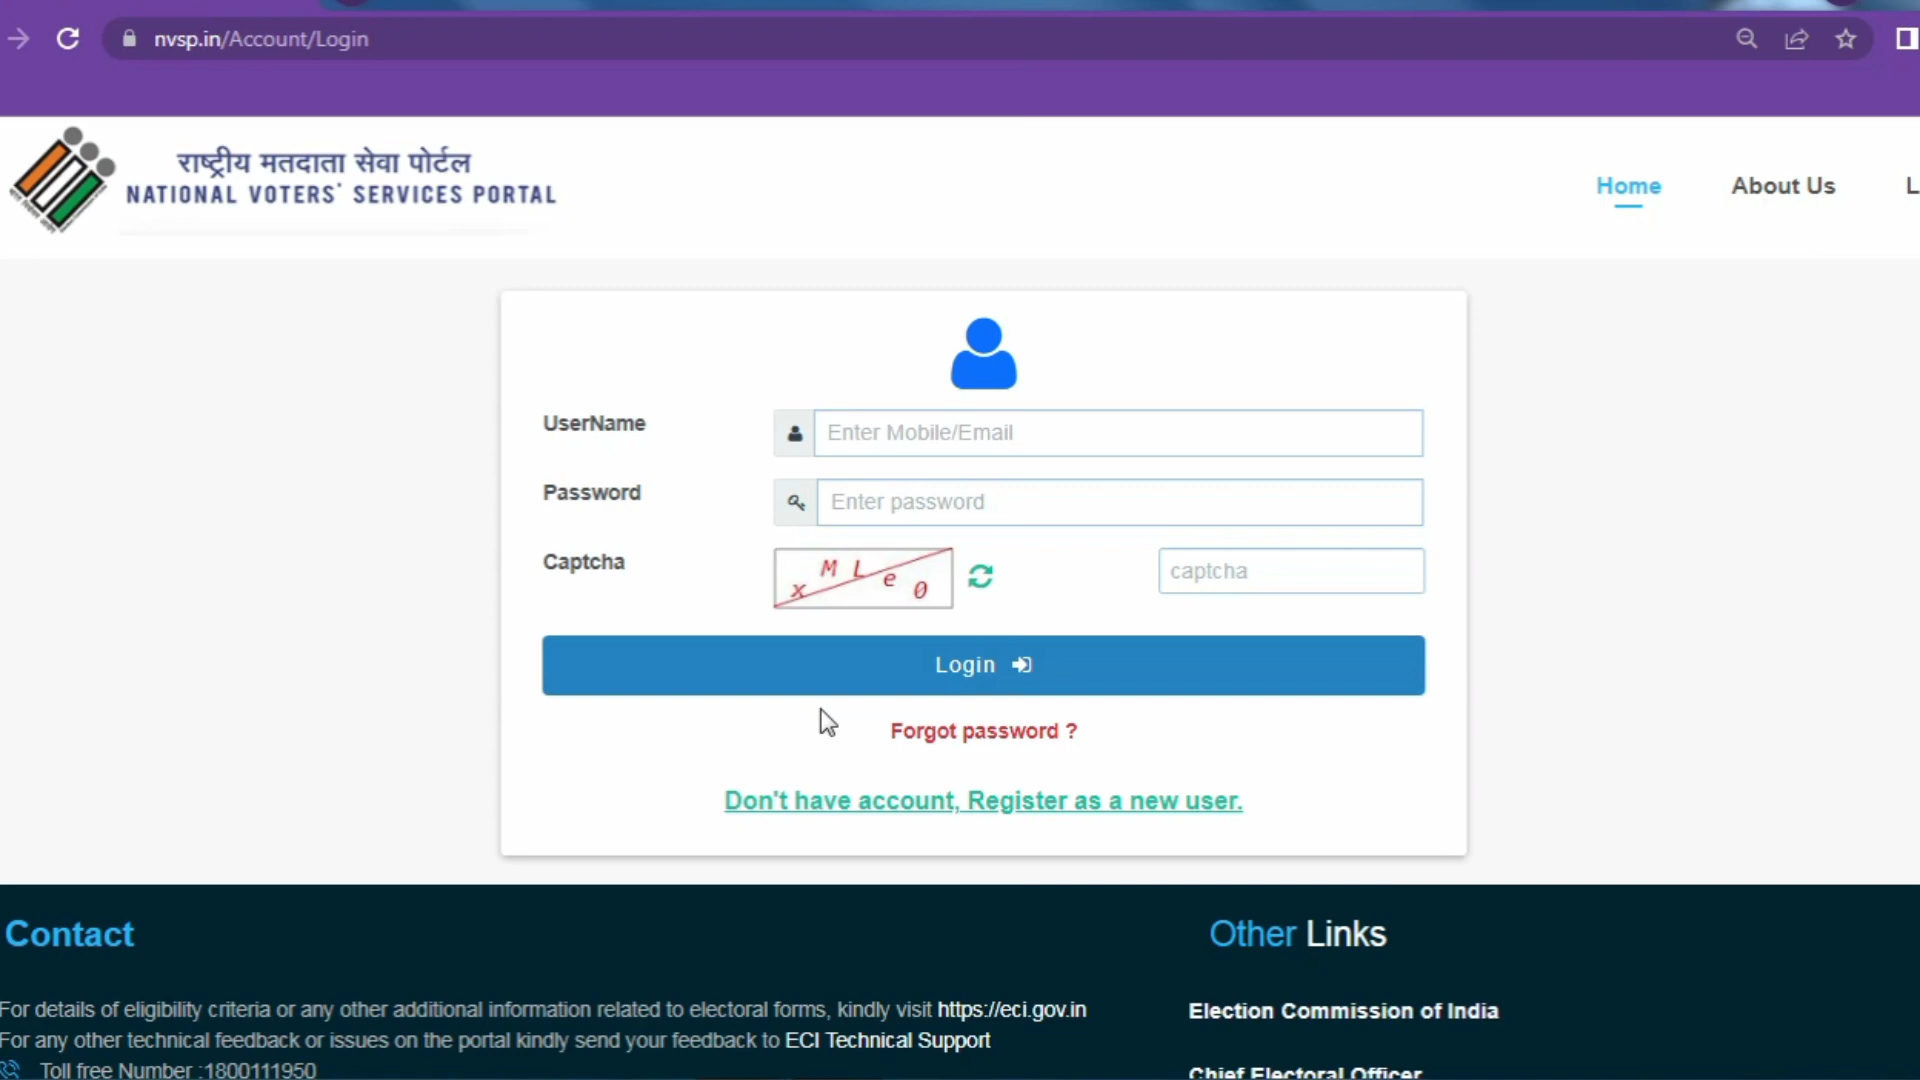 nvsp.in/Account/Login
राष्ट्रीय मतदाता सेवा पोर्टल
NATIONAL VOTERS' SERVICES PORTAL
Home
About Us
L
UserName
Enter Mobile/Email
Password
Enter password
Captcha
x M L e 0
captcha
Login
Forgot password ?
Don't have account, Register as a new user.
Contact
For details of eligibility criteria or any other additional information related to electoral forms, kindly visit https://eci.gov.in
For any other technical feedback or issues on the portal kindly send your feedback to ECI Technical Support
Toll free Number :1800111950
Other Links
Election Commission of India
Chief Electoral Officer